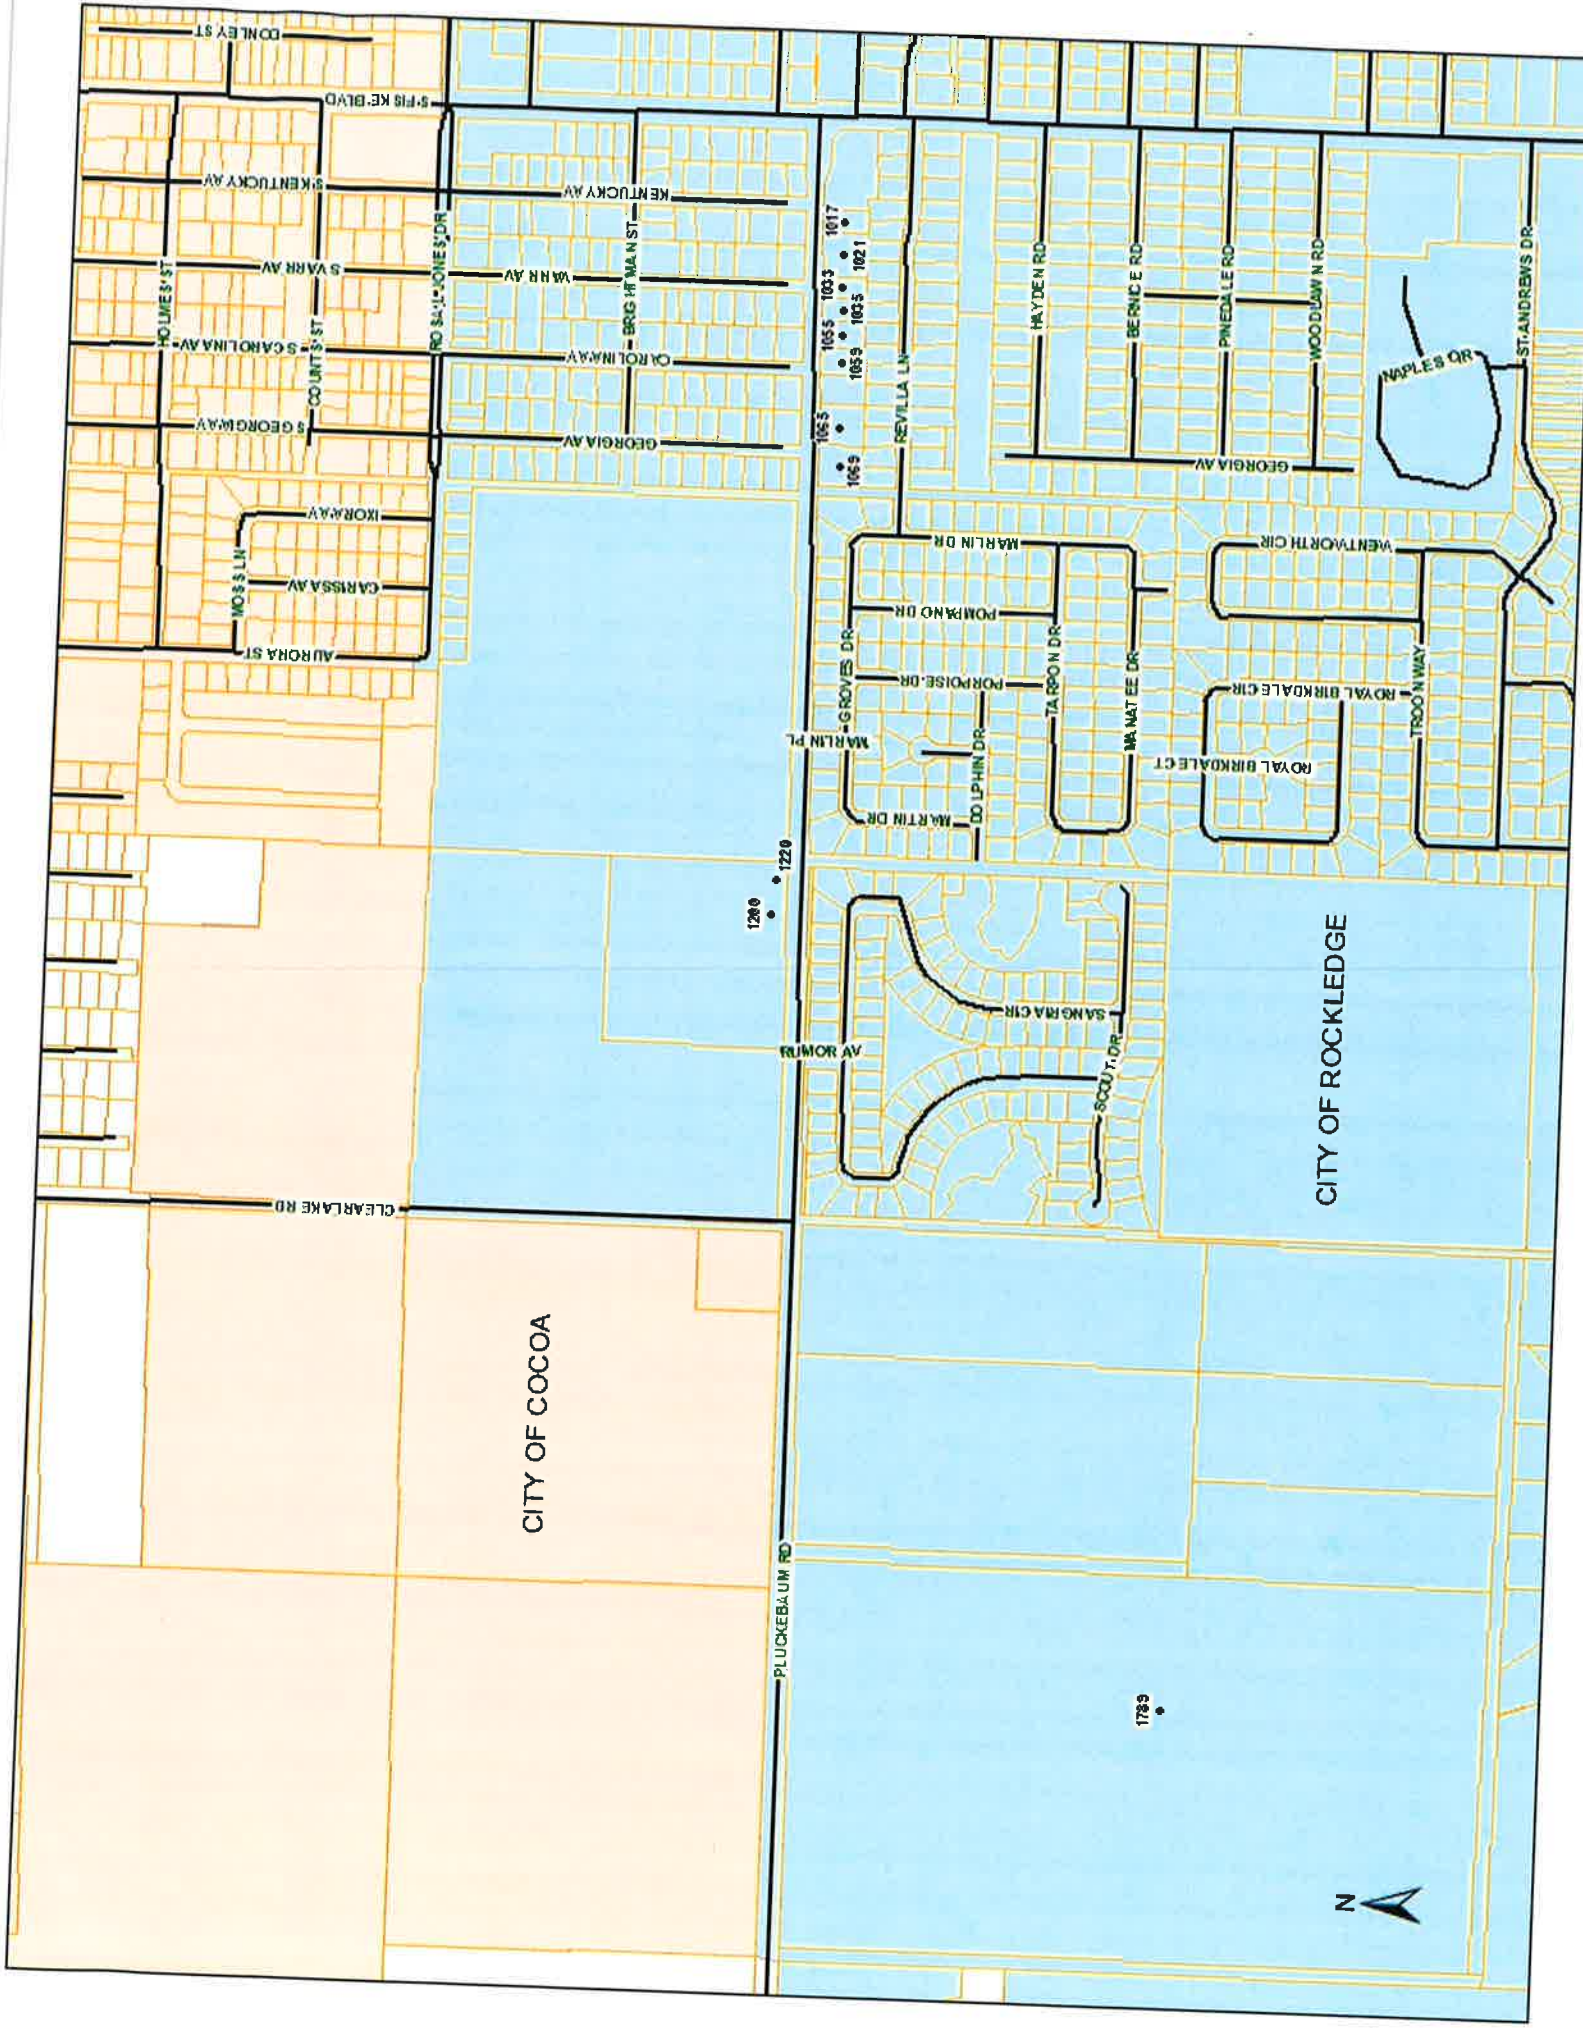 DONLEY ST
S FISKE BLVD
S KENTUCKY AV
HOLMES ST
S VARR AV
COUNTS ST
S CAROLINA AV
S GEORGIA AV
ROSA L JONES DR
IXORA AV
MOSS LN
CARISSA AV
AURORA ST
KENTUCKY AV
BRIGHTMAN ST
VARR AV
CAROLINA AV
GEORGIA AV
1017
1021
1033
1035
1055
1059
1065
1069
REVILLA LN
HAYDEN RD
BERNICE RD
PINEDALE RD
WOODLAWN RD
GEORGIA AV
NAPLES CIR
ST ANDREWS DR
MARLIN DR
POMPANO DR
GROVES DR
PORPOISE DR
TARPON DR
MANATEE DR
MARLIN PL
DOLPHIN DR
MARTIN DR
WENTWORTH CIR
ROYAL BIRKDALE CIR
ROYAL BIRKDALE CT
TROON WAY
1220
1200
RUMOR AV
SANGRIA CIR
SCOUT DR
CITY OF ROCKLEDGE
CLEARLAKE RD
CITY OF COCOA
PLUCKEBAUM RD
1789
N